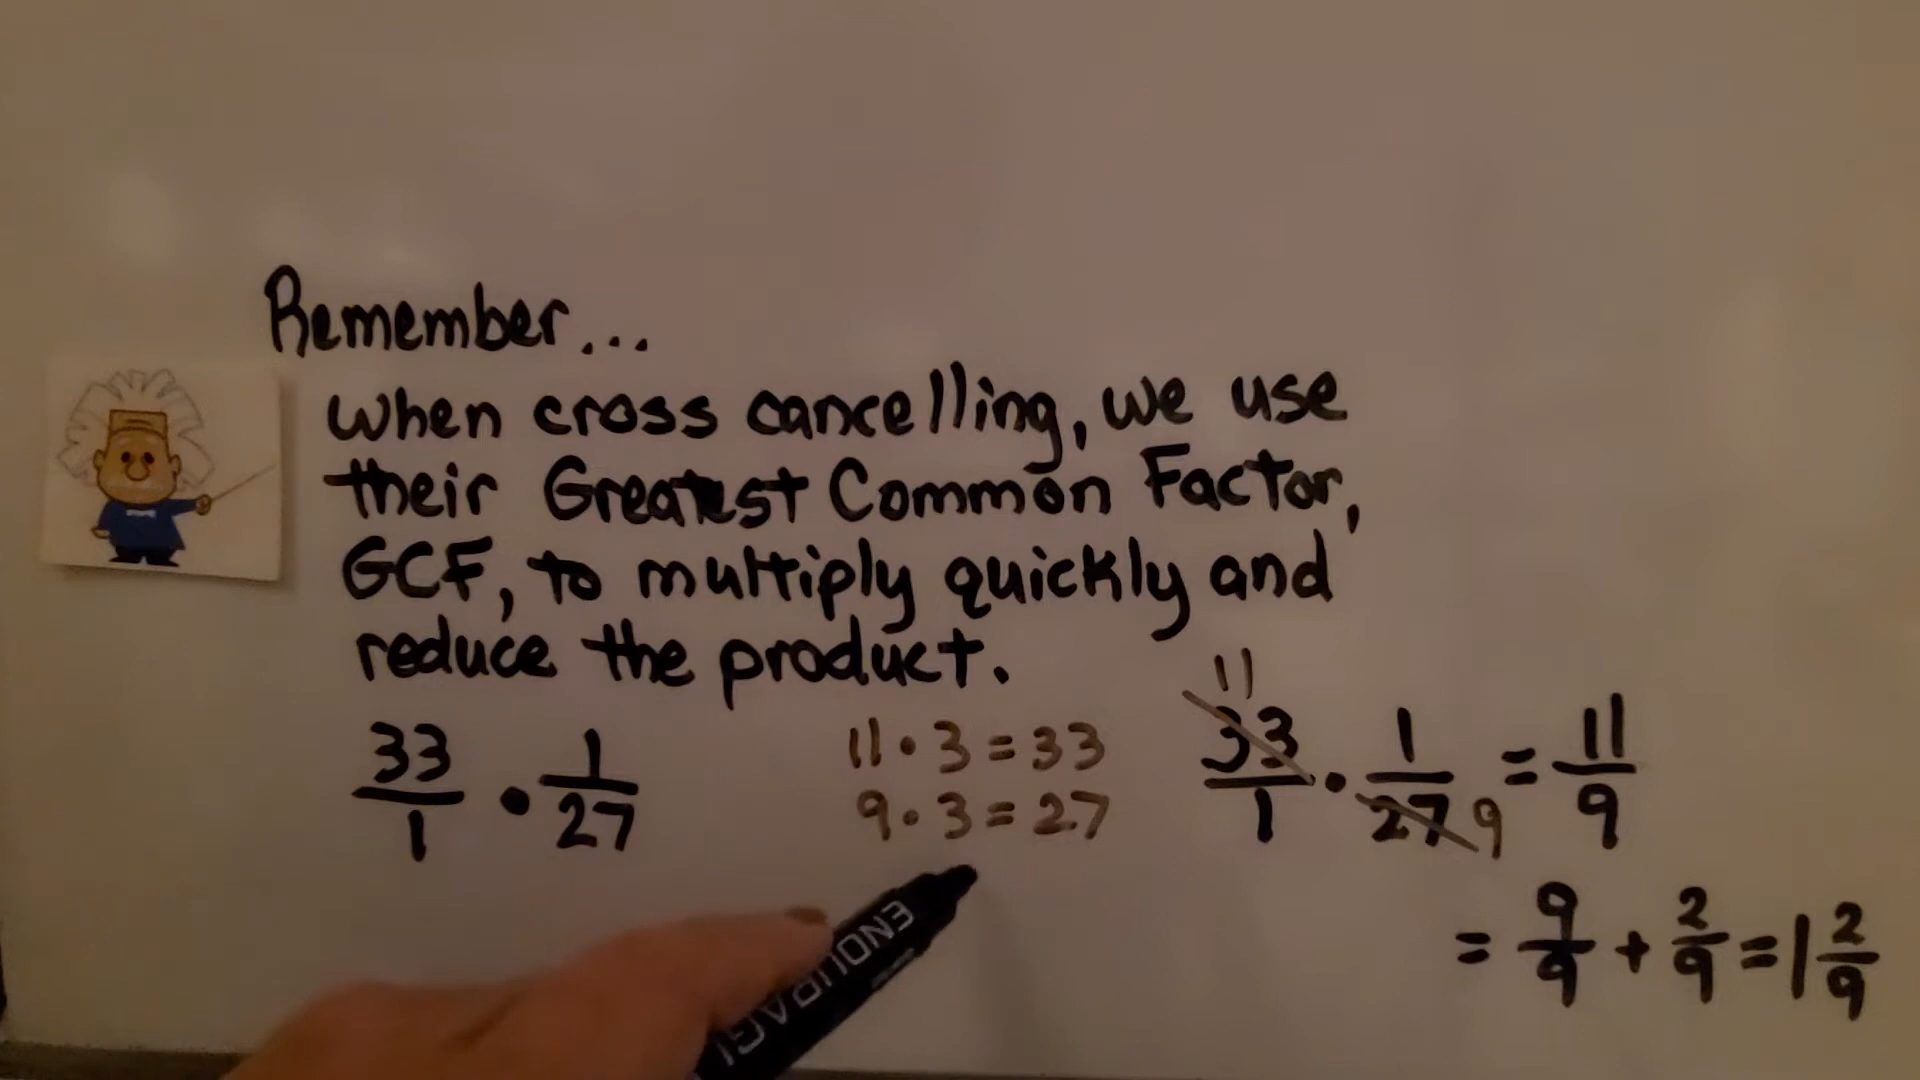 Remember...
When cross cancelling, we use
their Greatest Common Factor,
GCF, to multiply quickly and
reduce the product.
33/1 • 1/27
11 • 3 = 33
9 • 3 = 27
11
33/1 • 1/27 9 = 11/9
= 9/9 + 2/9 = 1 2/9